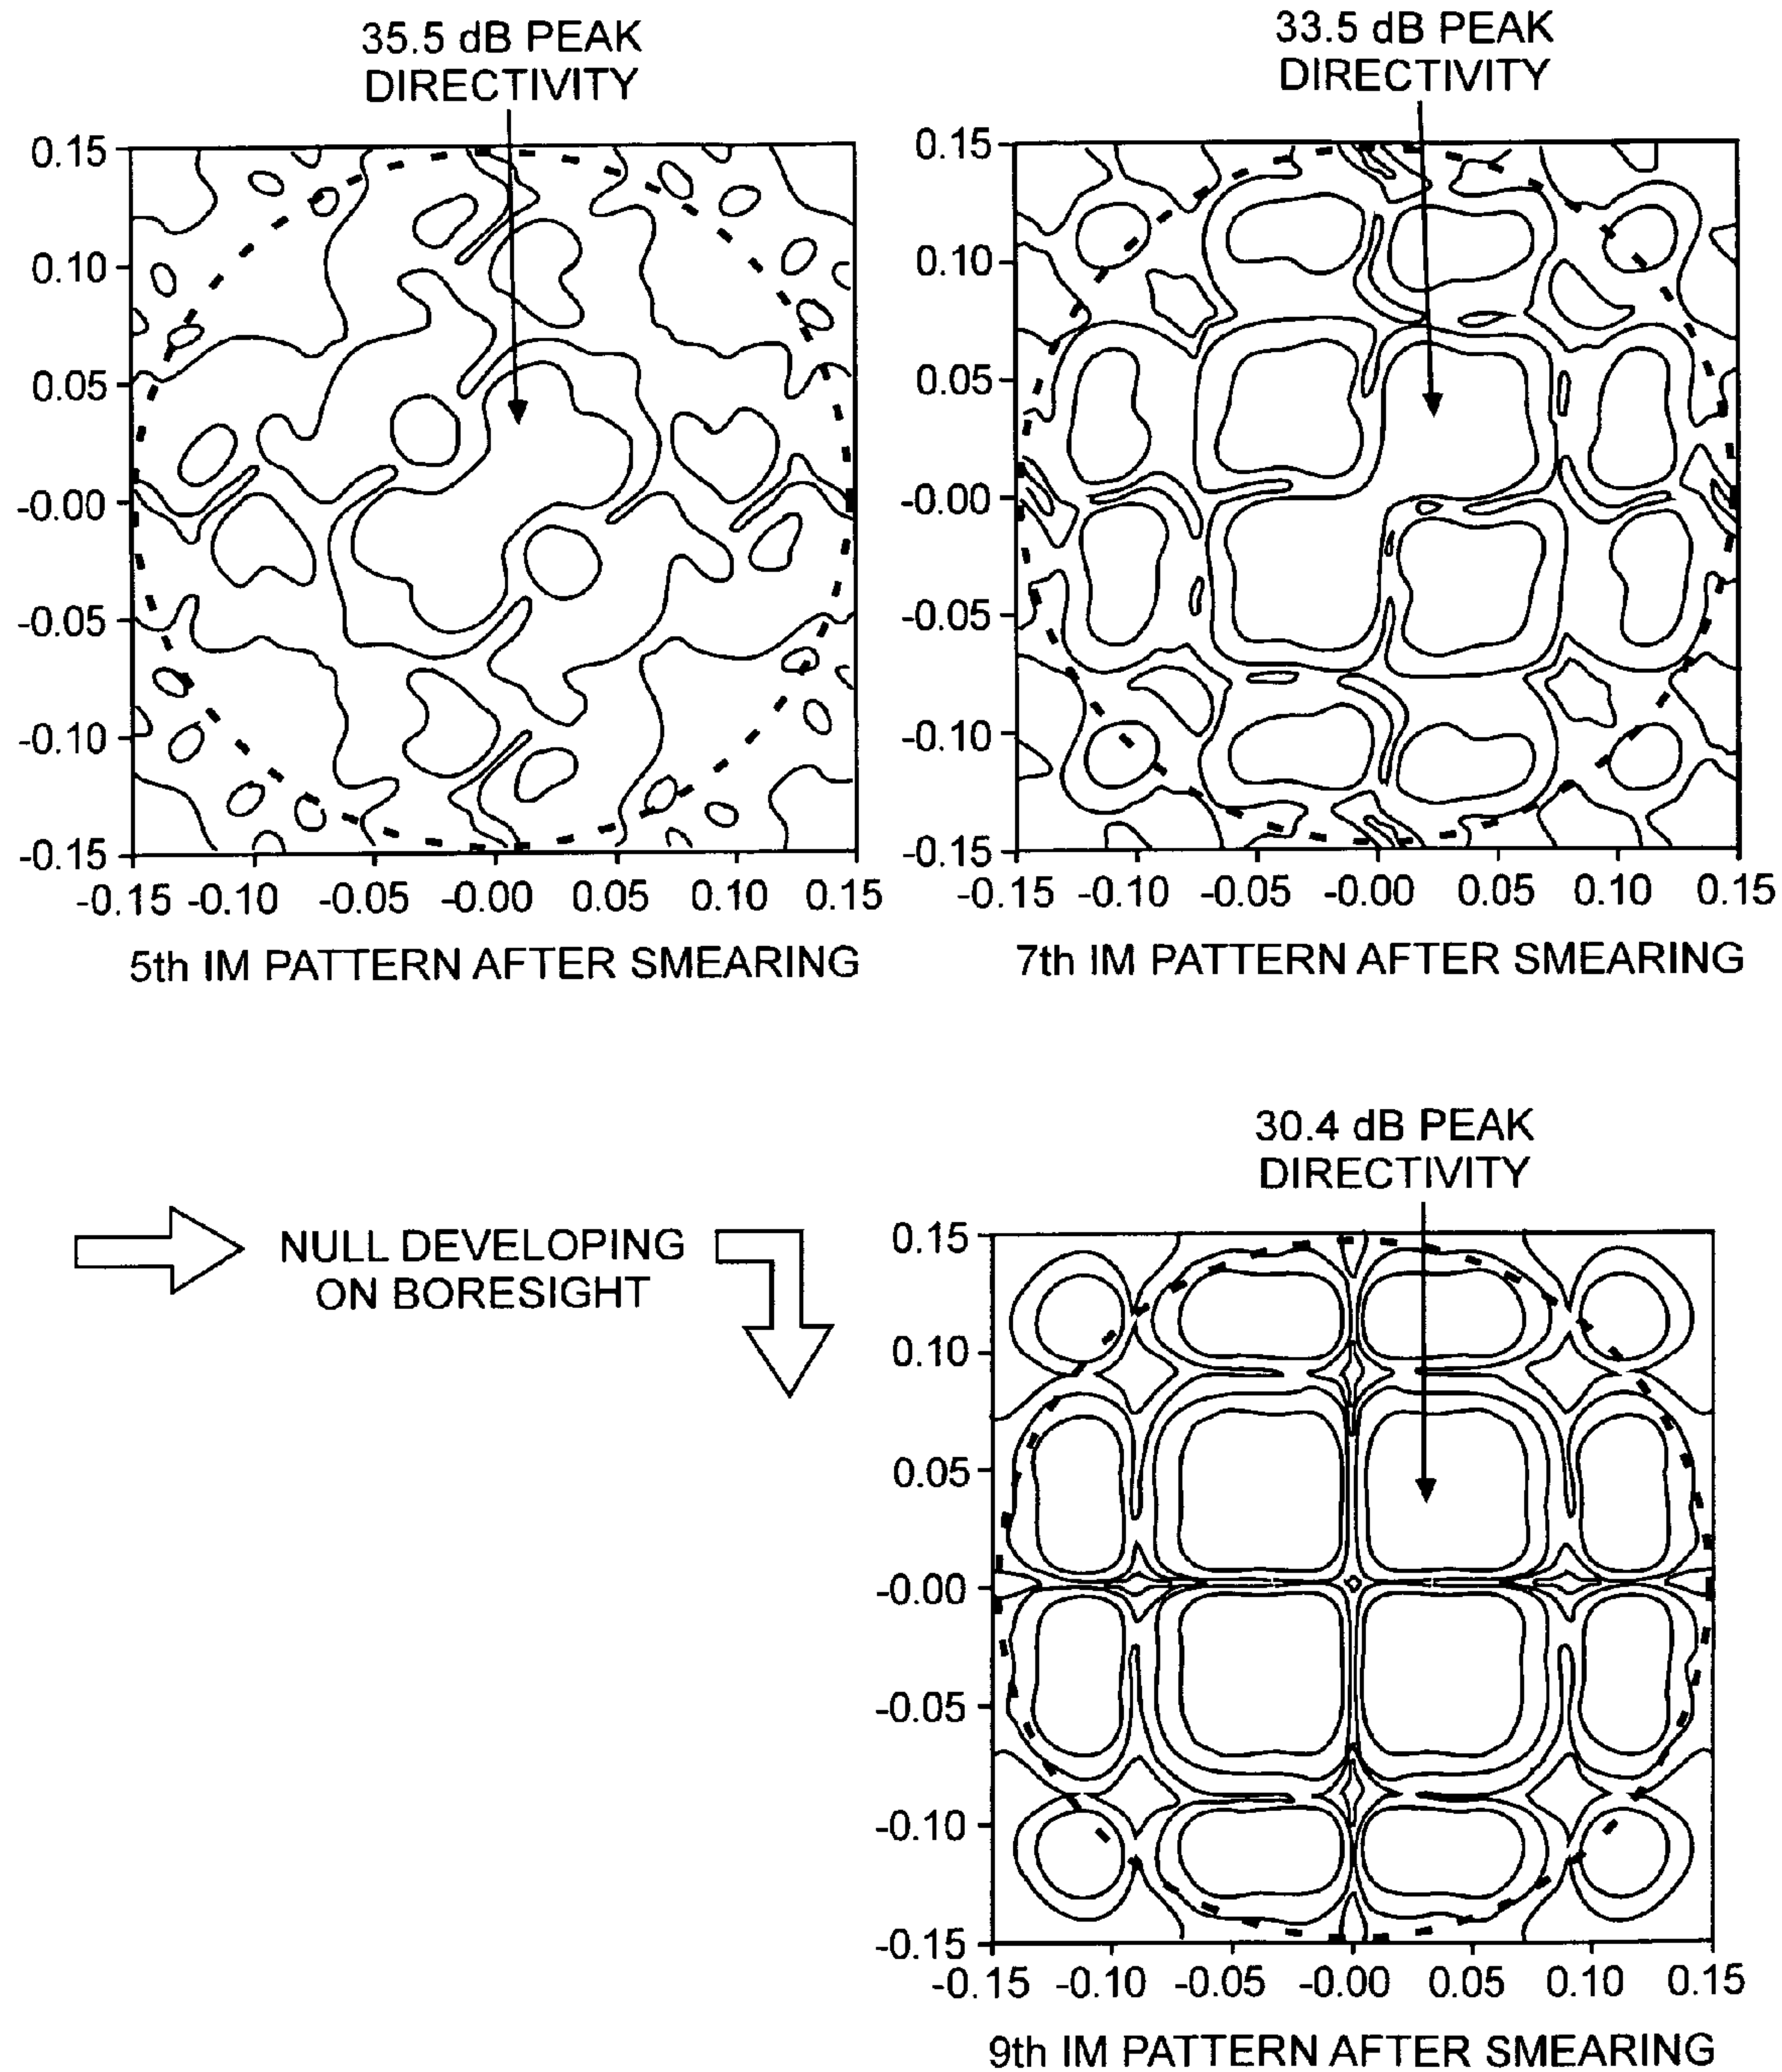 35.5 dB PEAK
DIRECTIVITY
0.15
0.10
0.05
-0.00
-0.05
-0.10
-0.15
-0.15 -0.10 -0.05 -0.00 0.05 0.10 0.15
5th IM PATTERN AFTER SMEARING
33.5 dB PEAK
DIRECTIVITY
0.15
0.10
0.05
-0.00
-0.05
-0.10
-0.15
-0.15 -0.10 -0.05 -0.00 0.05 0.10 0.15
7th IM PATTERN AFTER SMEARING
NULL DEVELOPING
ON BORESIGHT
30.4 dB PEAK
DIRECTIVITY
0.15
0.10
0.05
-0.00
-0.05
-0.10
-0.15
-0.15 -0.10 -0.05 -0.00 0.05 0.10 0.15
9th IM PATTERN AFTER SMEARING